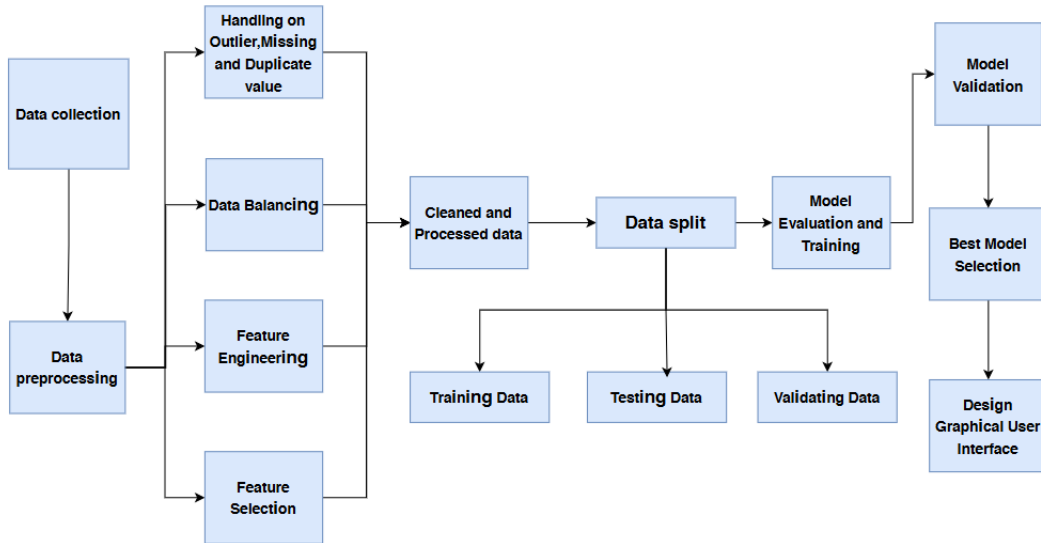 Data collection
Data
preprocessing
Handling on
Outlier,Missing
and Duplicate
value
Data Balancing
Feature
Engineering
Feature
Selection
Cleaned and
Processed data
Data split
Training Data
Testing Data
Validating Data
Model
Evaluation and
Training
Model
Validation
Best Model
Selection
Design
Graphical User
Interface